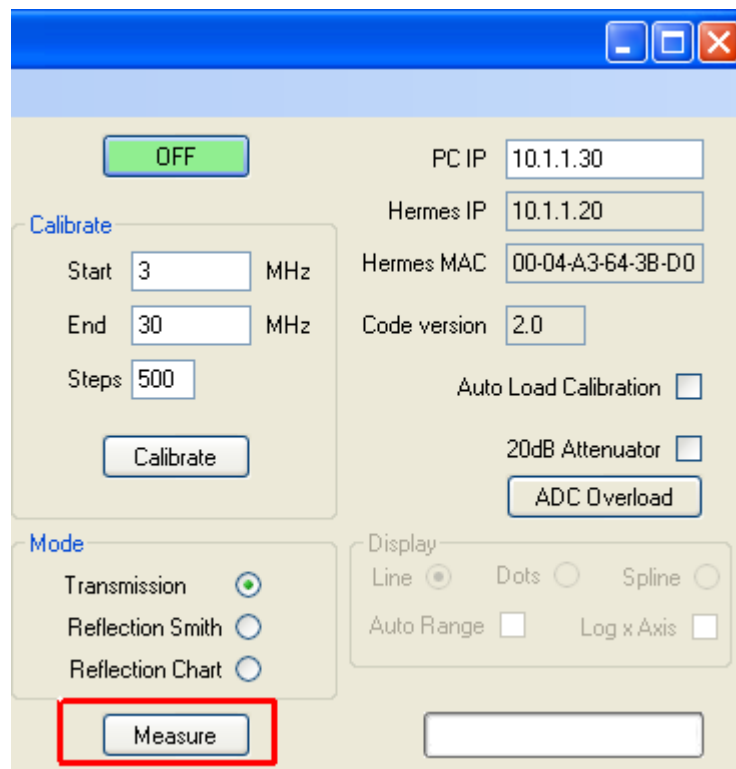 OFF
PC IP 10.1.1.30
Hermes IP 10.1.1.20
Calibrate
Start 3 MHz
Hermes MAC 00-04-A3-64-3B-D0
End 30 MHz
Code version 2.0
Steps 500
Auto Load Calibration
Calibrate
20dB Attenuator
ADC Overload
Mode
Transmission
Reflection Smith
Reflection Chart
Display
Line Dots Spline
Auto Range Log x Axis
Measure